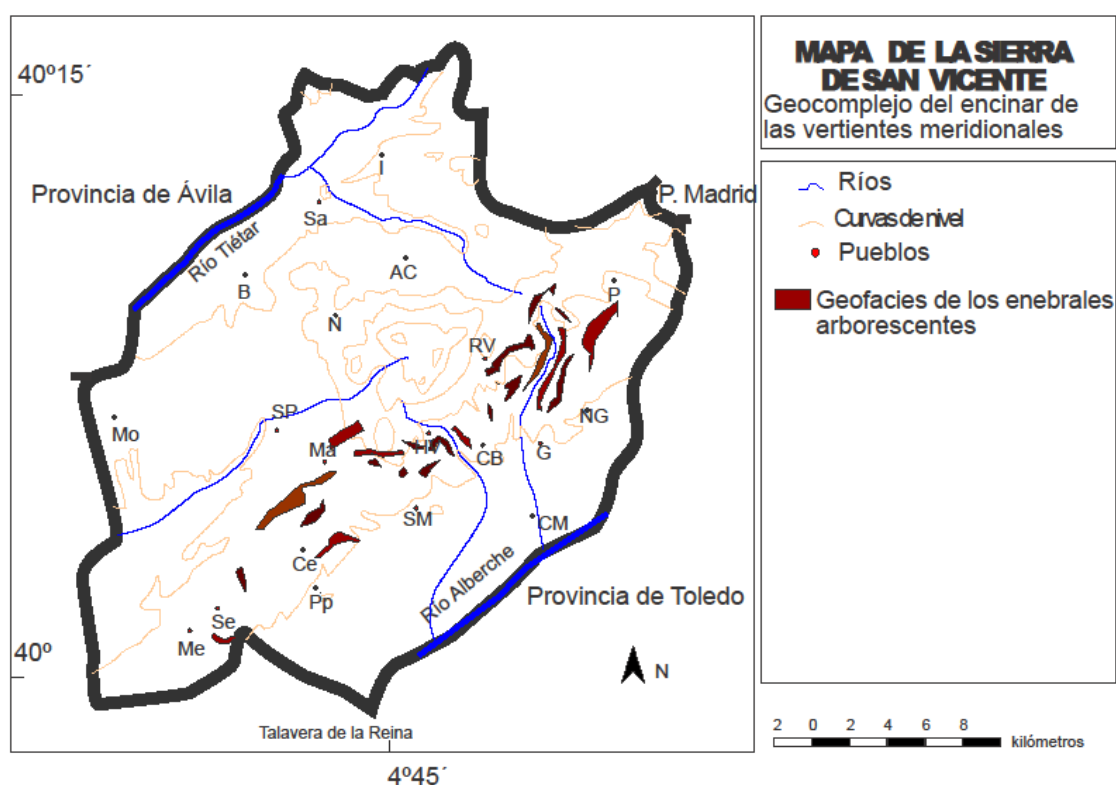 40º15´
Provincia de Ávila
Río Tiétar
P. Madrid
I
Sa
AC
B
P
N
RV
SR
Mo
NG
Ma
HV
CB
G
SM
CM
Ce
Pp
Río Alberche
Provincia de Toledo
Se
Me
40º
N
Talavera de la Reina
4º45´
MAPA DE LA SIERRA
DE SAN VICENTE
Geocomplejo del encinar de
las vertientes meridionales
Ríos
Curvas de nivel
Pueblos
Geofacies de los enebrales
arborescentes
2 0 2 4 6 8
kilómetros